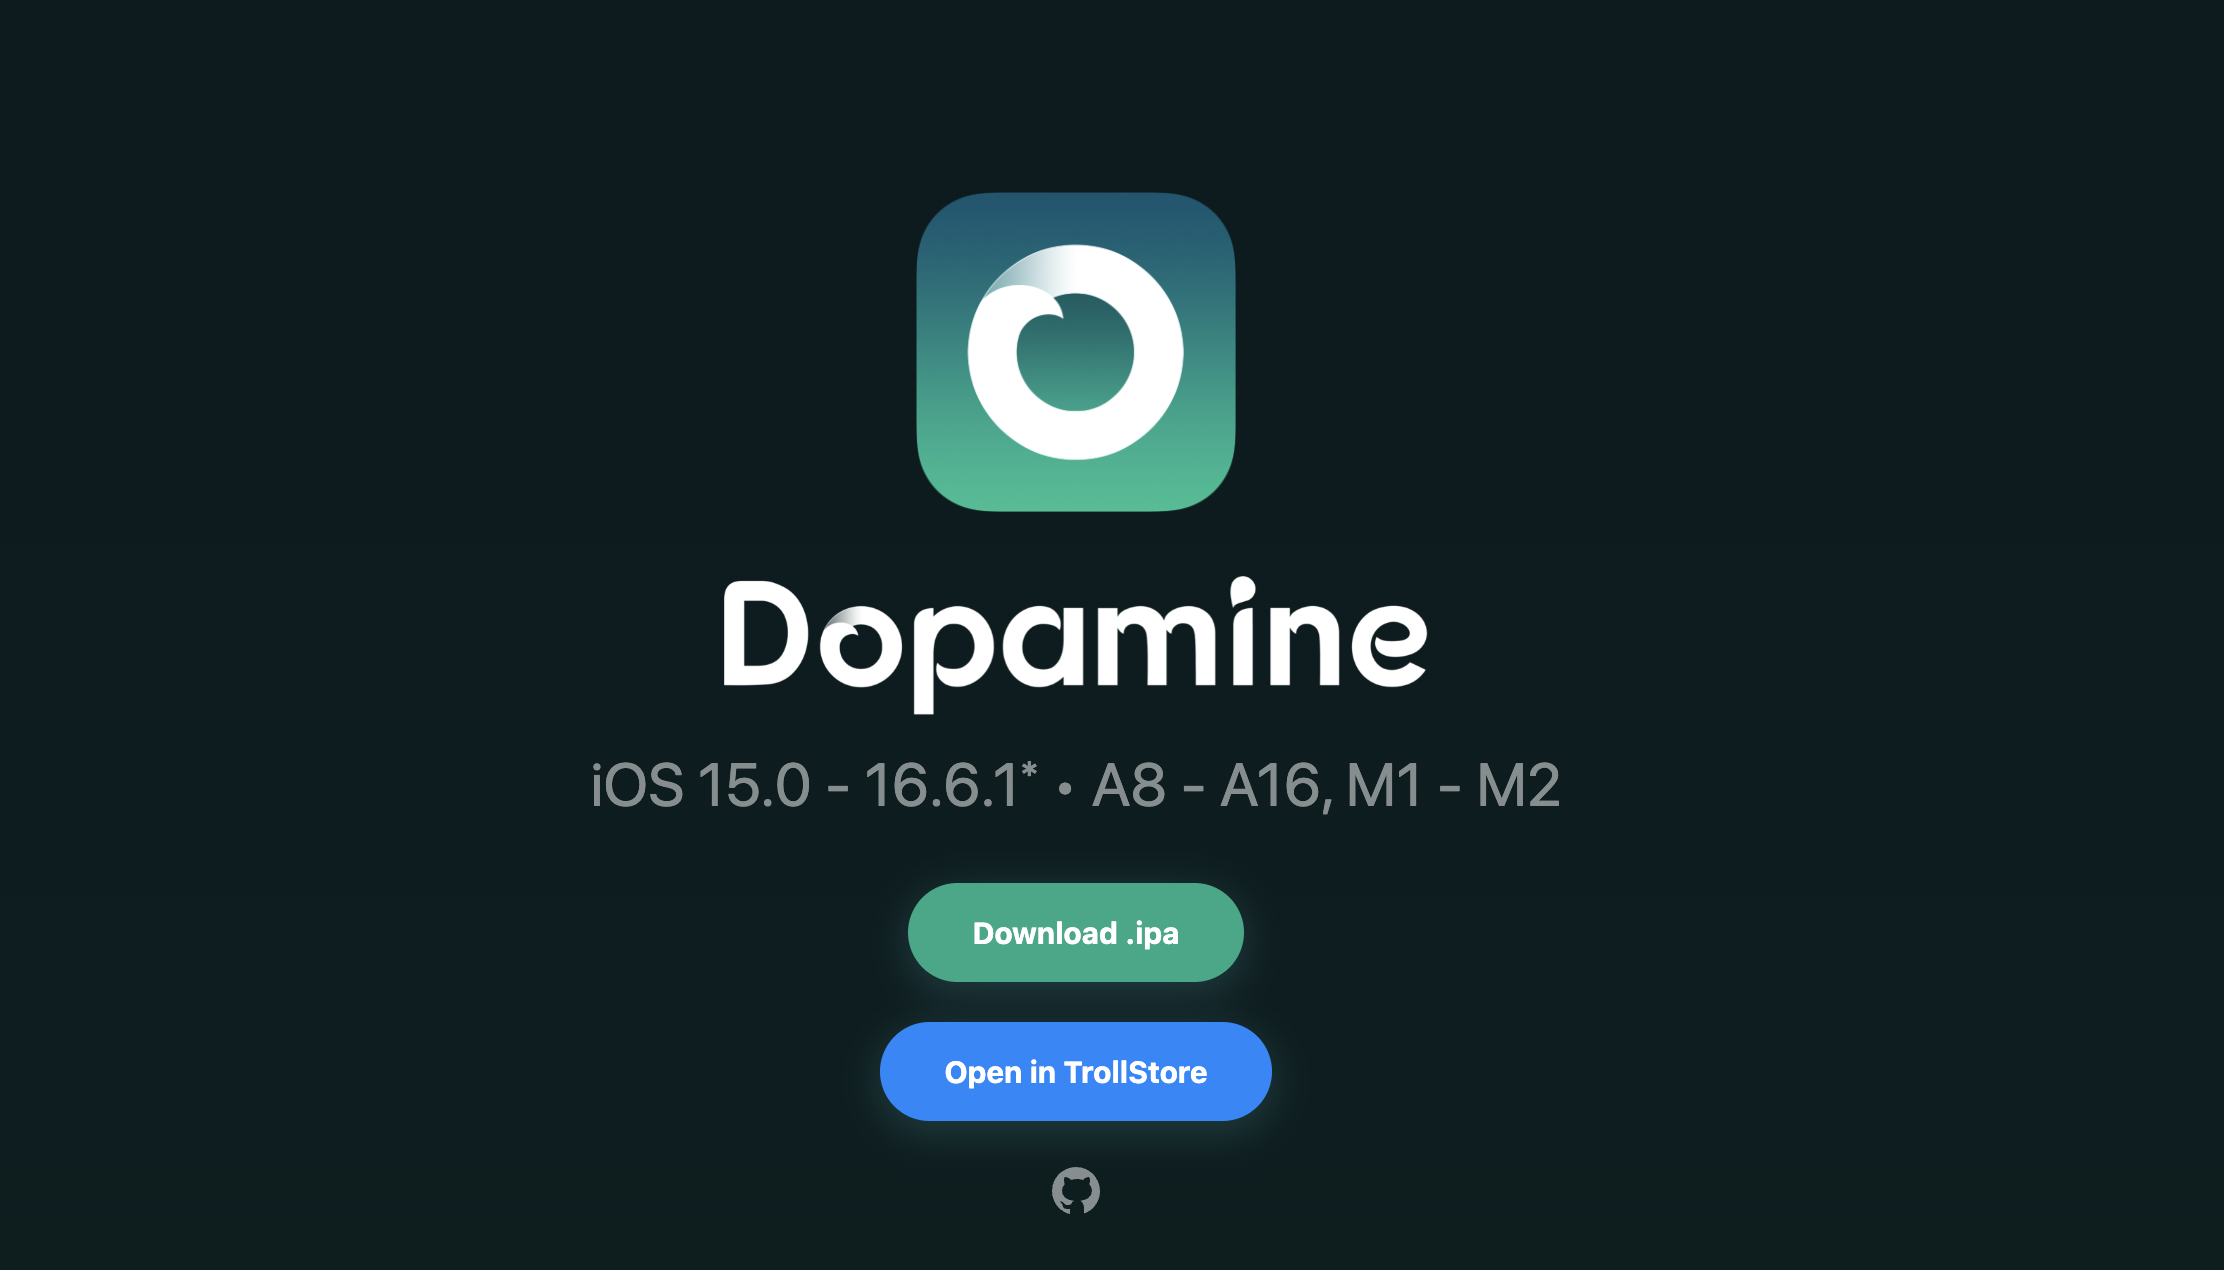 Dopamine
iOS 15.0 - 16.6.1* • A8 - A16, M1 - M2
Download .ipa
Open in TrollStore